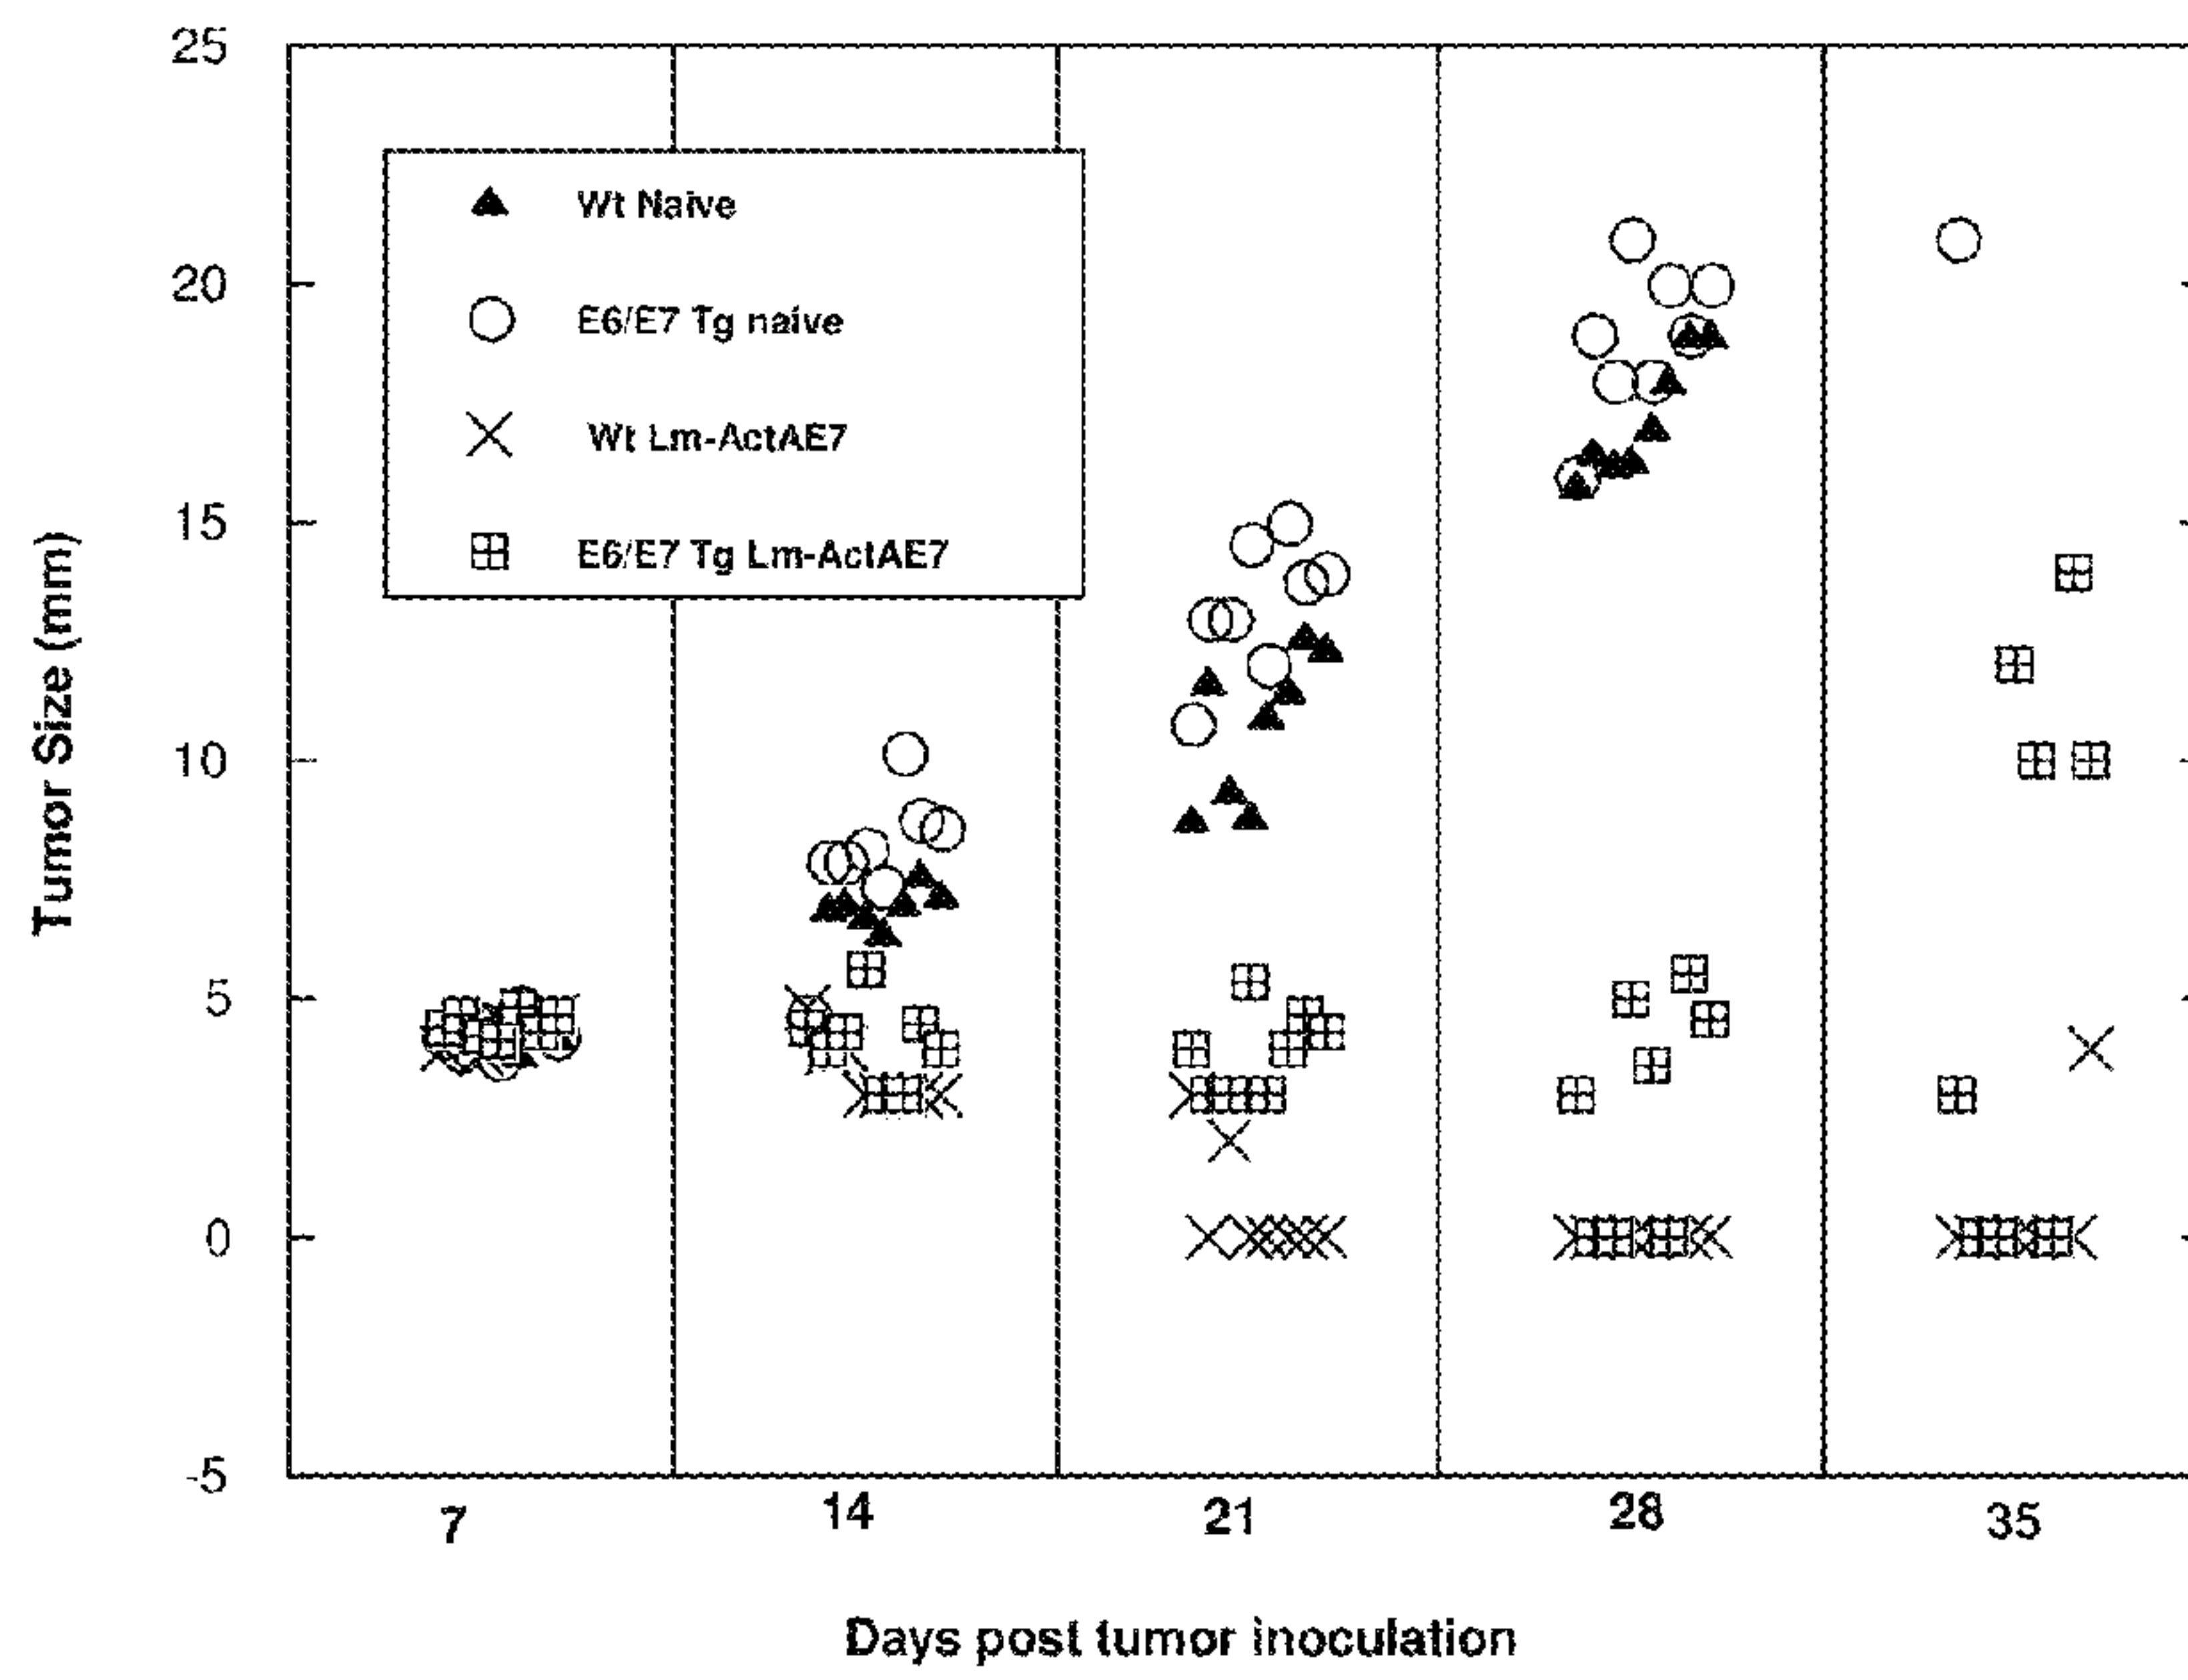 25
20
15
10
5
0
-5
Tumor Size (mm)
Wt Naive
E6/E7 Tg naive
Wt Lm-ActAE7
E6/E7 Tg Lm-ActAE7
7
14
21
28
35
Days post tumor inoculation